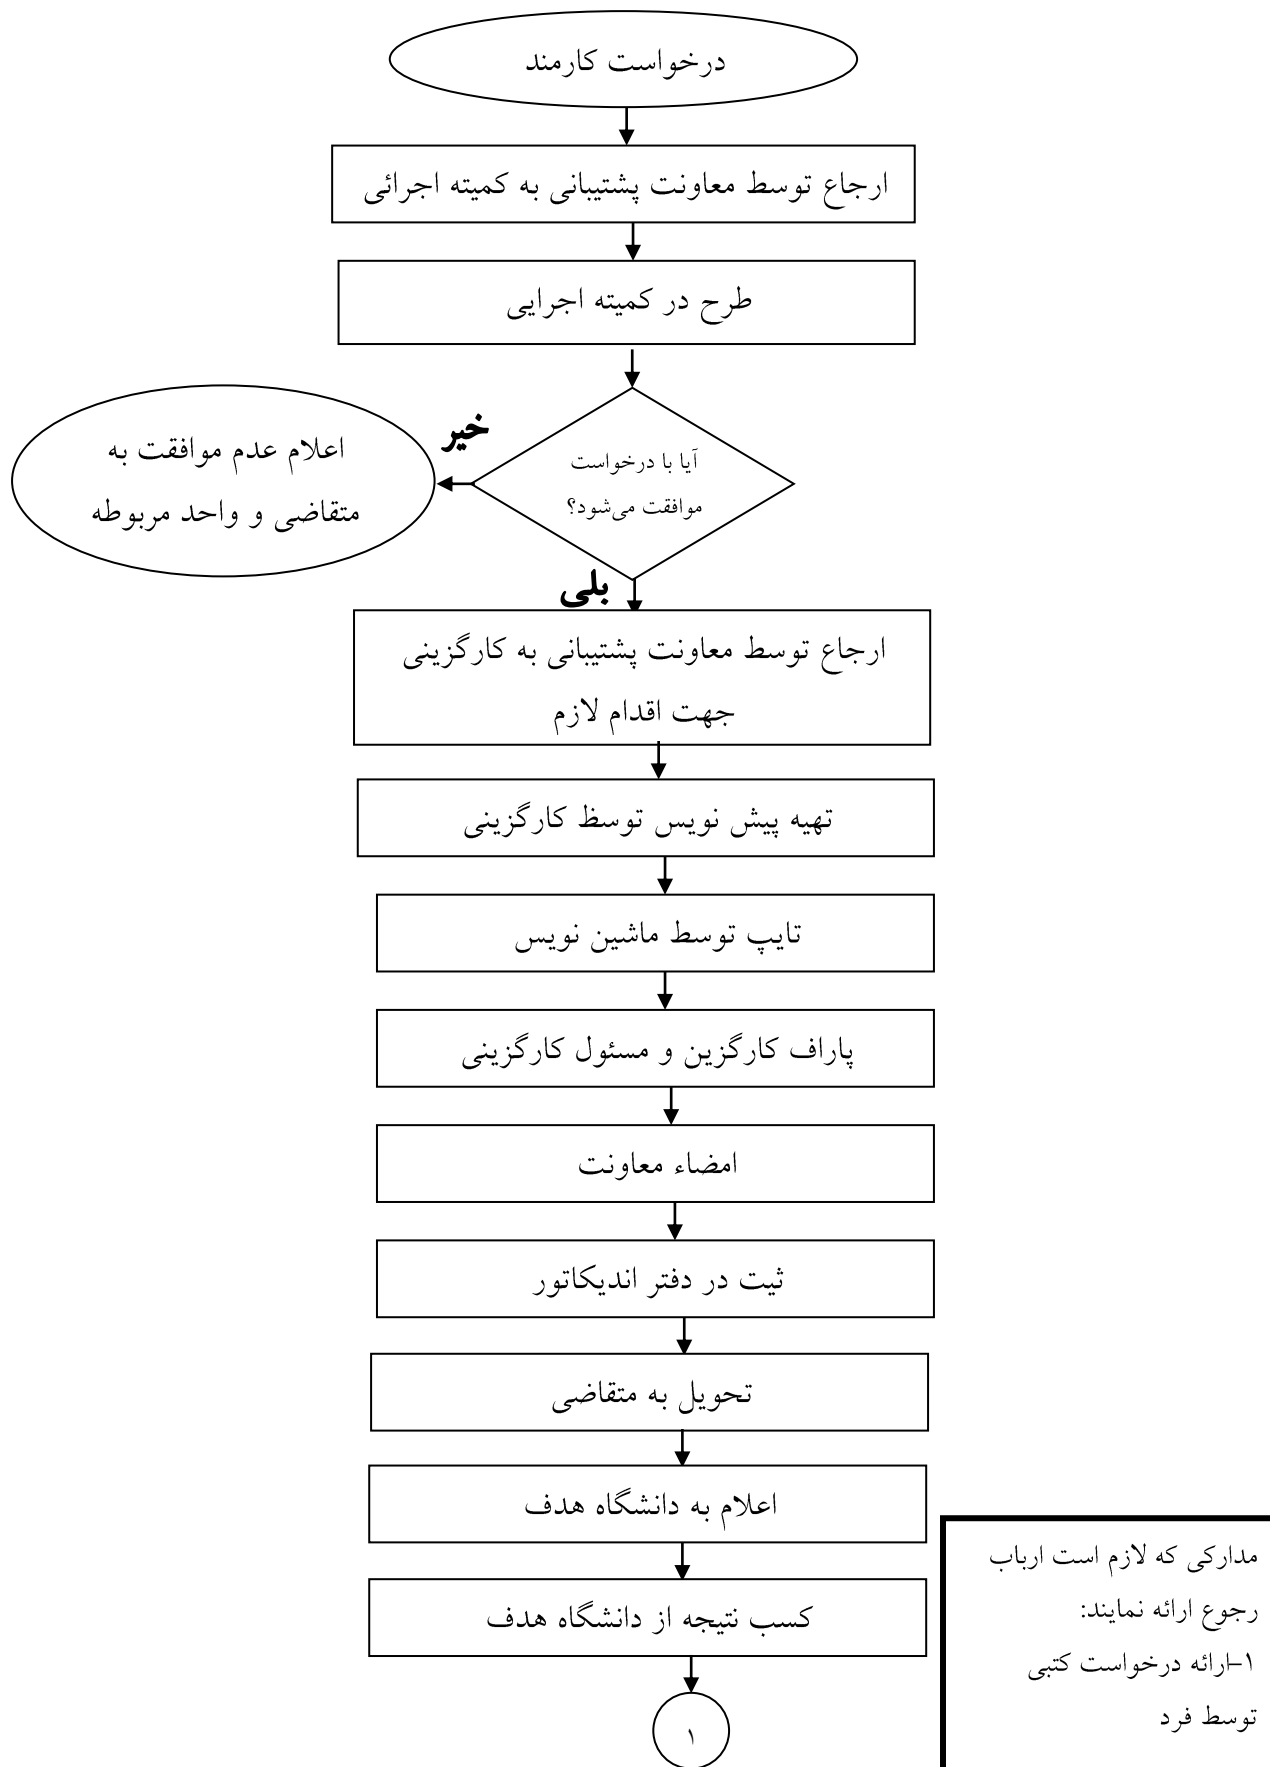 درخواست کارمند
ارجاع توسط معاونت پشتیبانی به کمیته اجرائی
طرح در کمیته اجرایی
آیا با درخواست
موافقت می‌شود؟
خیر
اعلام عدم موافقت به
متقاضی و واحد مربوطه
بلی
ارجاع توسط معاونت پشتیبانی به کارگزینی
جهت اقدام لازم
تهیه پیش نویس توسظ کارگزینی
تایپ توسط ماشین نویس
پاراف کارگزین و مسئول کارگزینی
امضاء معاونت
ثیت در دفتر اندیکاتور
تحویل به متقاضی
اعلام به دانشگاه هدف
کسب نتیجه از دانشگاه هدف
۱
مدارکی که لازم است ارباب
رجوع ارائه نمایند:
۱-ارائه درخواست کتبی
توسط فرد